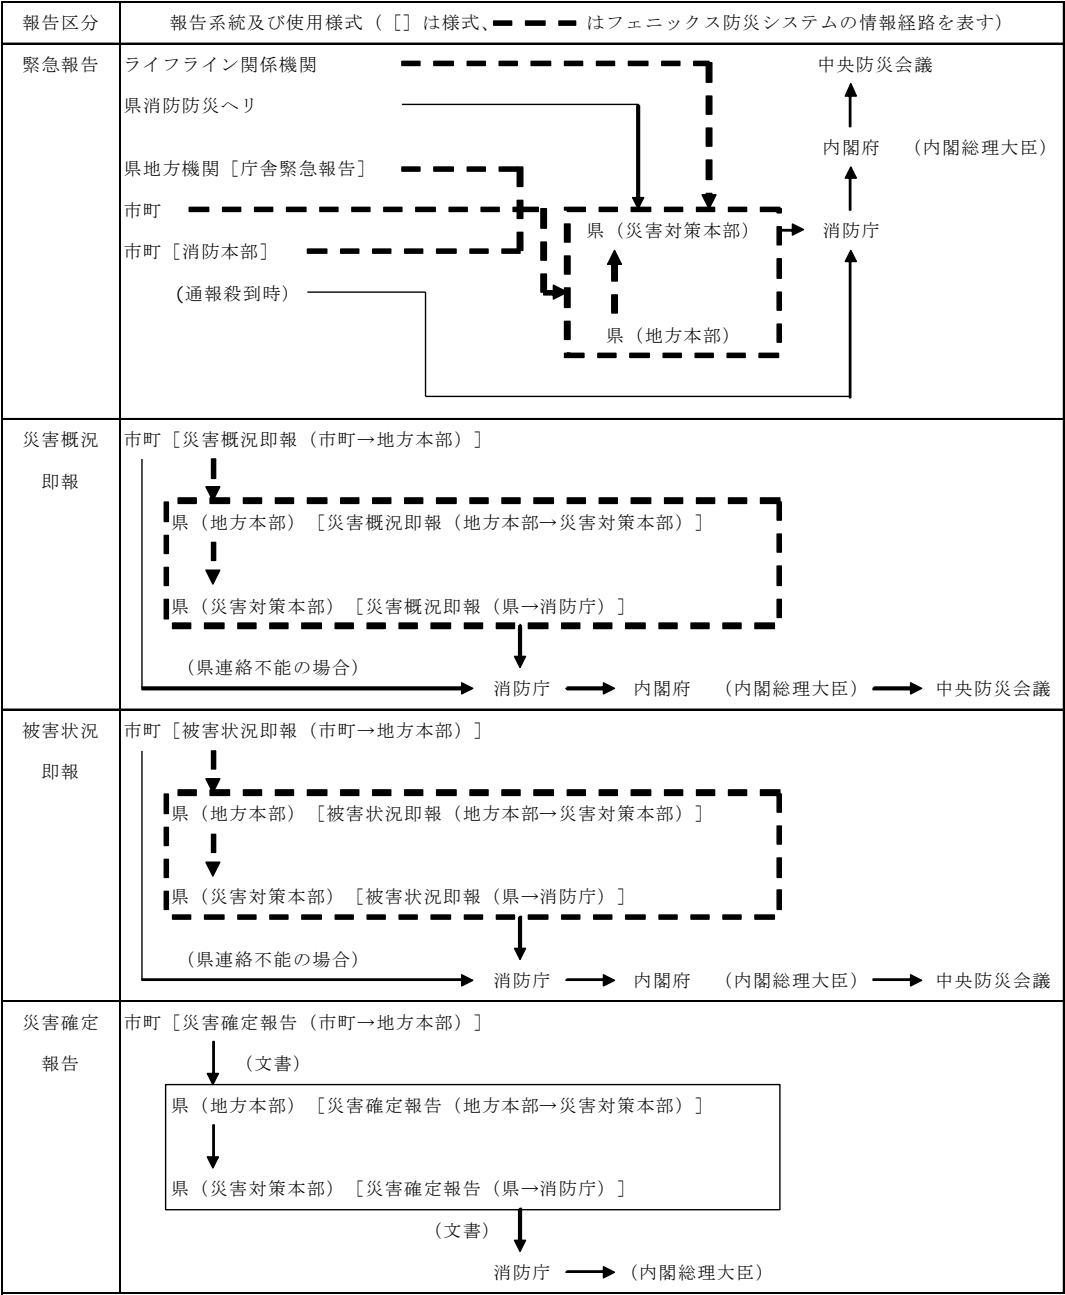 報告区分
報告系統及び使用様式（［］は様式、━ ━ ━はフェニックス防災システムの情報経路を表す）
緊急報告
ライフライン関係機関
中央防災会議
県消防防災ヘリ
内閣府　（内閣総理大臣）
県地方機関［庁舎緊急報告］
市町
県（災害対策本部）
消防庁
市町［消防本部］
(通報殺到時）
県（地方本部）
災害概況
即報
市町［災害概況即報（市町→地方本部）］
県（地方本部）［災害概況即報（地方本部→災害対策本部）］
県（災害対策本部）［災害概況即報（県→消防庁）］
（県連絡不能の場合）
消防庁　内閣府　（内閣総理大臣）　中央防災会議
被害状況
即報
市町［被害状況即報（市町→地方本部）］
県（地方本部）［被害状況即報（地方本部→災害対策本部）］
県（災害対策本部）［被害状況即報（県→消防庁）］
（県連絡不能の場合）
消防庁　内閣府　（内閣総理大臣）　中央防災会議
災害確定
報告
市町［災害確定報告（市町→地方本部）］
（文書）
県（地方本部）［災害確定報告（地方本部→災害対策本部）］
県（災害対策本部）［災害確定報告（県→消防庁）］
（文書）
消防庁　（内閣総理大臣）